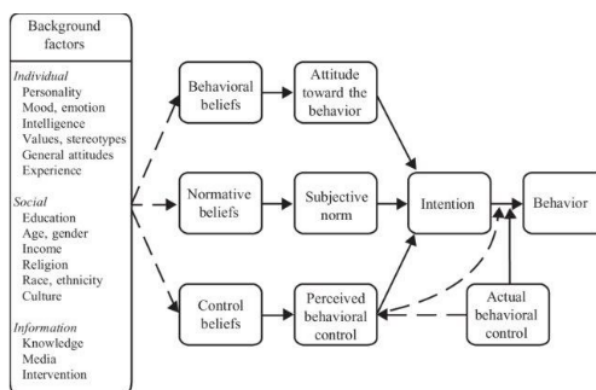 Background
factors
Individual
Personality
Mood, emotion
Intelligence
Values, stereotypes
General attitudes
Experience
Social
Education
Age, gender
Income
Religion
Race, ethnicity
Culture
Information
Knowledge
Media
Intervention
Behavioral
beliefs
Attitude
toward the
behavior
Normative
beliefs
Subjective
norm
Intention
Behavior
Control
beliefs
Perceived
behavioral
control
Actual
behavioral
control